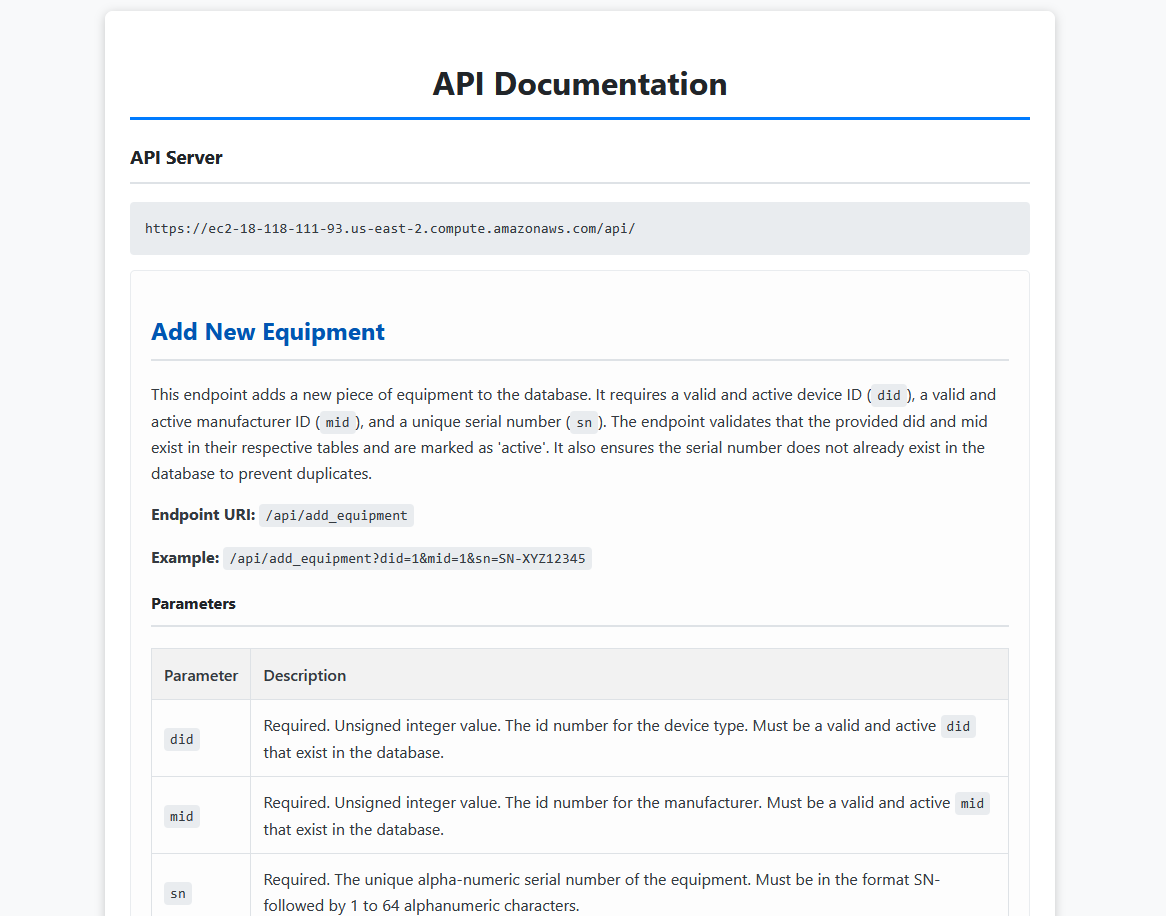 API Documentation
API Server
https://ec2-18-118-111-93.us-east-2.compute.amazonaws.com/api/
Add New Equipment
This endpoint adds a new piece of equipment to the database. It requires a valid and active device ID ( did ), a valid and
active manufacturer ID ( mid ), and a unique serial number ( sn ). The endpoint validates that the provided did and mid
exist in their respective tables and are marked as 'active'. It also ensures the serial number does not already exist in the
database to prevent duplicates.
Endpoint URI: /api/add_equipment
Example: /api/add_equipment?did=1&mid=1&sn=SN-XYZ12345
Parameters
Parameter Description
did Required. Unsigned integer value. The id number for the device type. Must be a valid and active did
that exist in the database.
mid Required. Unsigned integer value. The id number for the manufacturer. Must be a valid and active mid
that exist in the database.
sn Required. The unique alpha-numeric serial number of the equipment. Must be in the format SN-
followed by 1 to 64 alphanumeric characters.